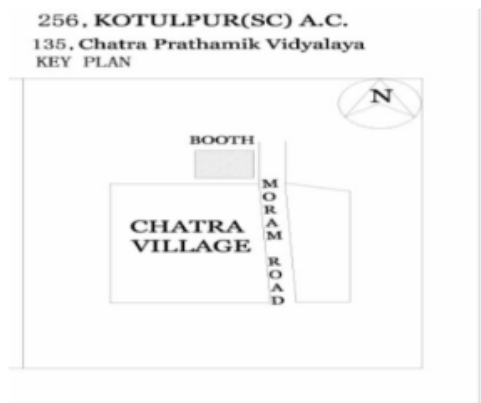 256, KOTULPUR(SC) A.C.
135, Chatra Prathamik Vidyalaya
KEY PLAN
N
BOOTH
CHATRA
VILLAGE
MORAM ROAD